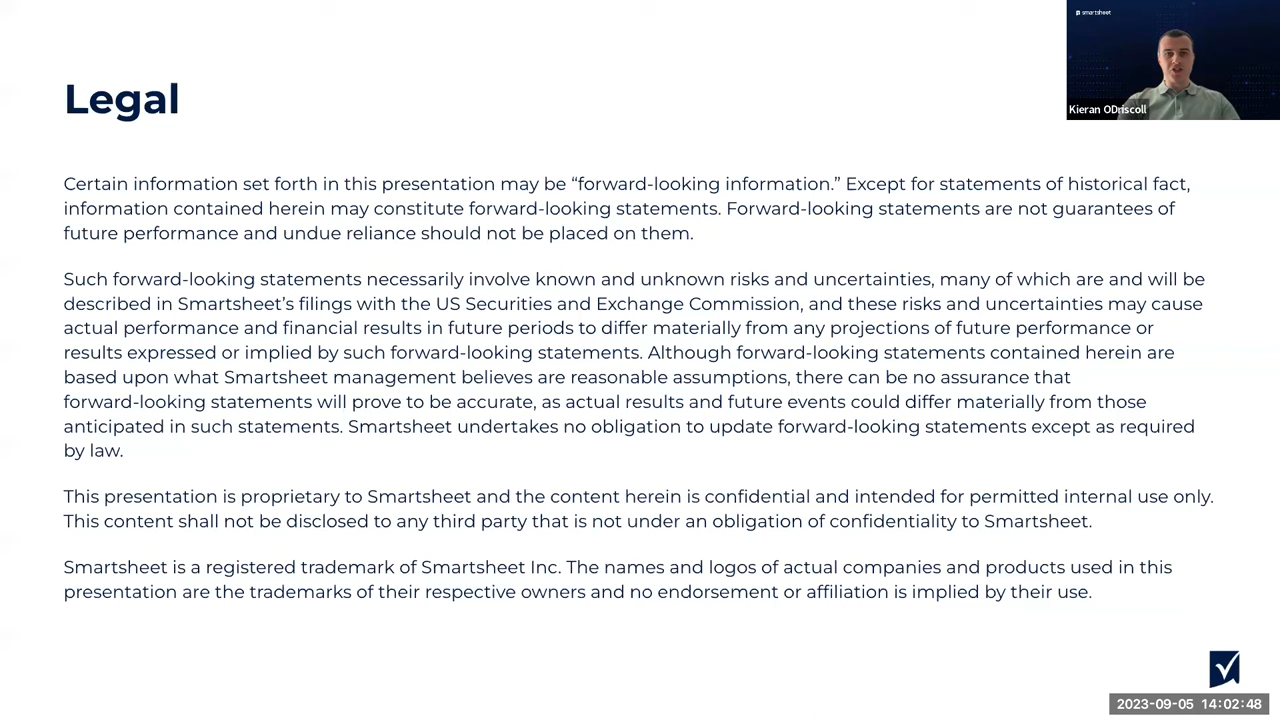 smartsheet
Kieran ODriscoll
Legal
Certain information set forth in this presentation may be “forward-looking information.” Except for statements of historical fact,
information contained herein may constitute forward-looking statements. Forward-looking statements are not guarantees of
future performance and undue reliance should not be placed on them.
Such forward-looking statements necessarily involve known and unknown risks and uncertainties, many of which are and will be
described in Smartsheet’s filings with the US Securities and Exchange Commission, and these risks and uncertainties may cause
actual performance and financial results in future periods to differ materially from any projections of future performance or
results expressed or implied by such forward-looking statements. Although forward-looking statements contained herein are
based upon what Smartsheet management believes are reasonable assumptions, there can be no assurance that
forward-looking statements will prove to be accurate, as actual results and future events could differ materially from those
anticipated in such statements. Smartsheet undertakes no obligation to update forward-looking statements except as required
by law.
This presentation is proprietary to Smartsheet and the content herein is confidential and intended for permitted internal use only.
This content shall not be disclosed to any third party that is not under an obligation of confidentiality to Smartsheet.
Smartsheet is a registered trademark of Smartsheet Inc. The names and logos of actual companies and products used in this
presentation are the trademarks of their respective owners and no endorsement or affiliation is implied by their use.
2023-09-05 14:02:48